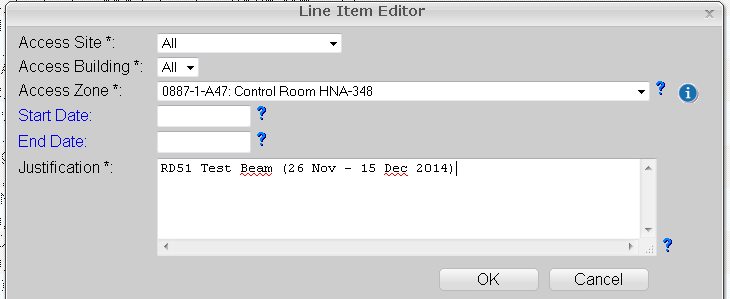 Line Item Editor
Access Site *: All
Access Building *: All
Access Zone *: 0887-1-A47: Control Room HNA-348
Start Date:
End Date:
Justification *: RD51 Test Beam (26 Nov - 15 Dec 2014)
OK Cancel